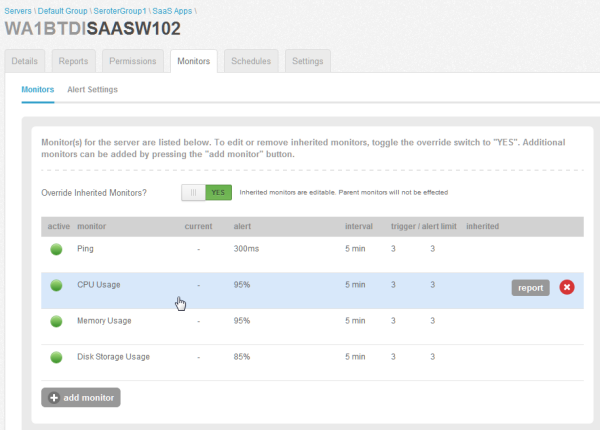 Servers \ Default Group \ SeroterGroup1 \ SaaS Apps \
WA1BTDISAASW102
Details Reports Permissions Monitors Schedules Settings
Monitors Alert Settings
Monitor(s) for the server are listed below. To edit or remove inherited monitors, toggle the override switch to "YES". Additional
monitors can be added by pressing the "add monitor" button.
Override Inherited Monitors? YES Inherited monitors are editable. Parent monitors will not be effected
active monitor current alert interval trigger / alert limit inherited
Ping - 300ms 5 min 3 3
CPU Usage - 95% 5 min 3 3 report
Memory Usage - 95% 5 min 3 3
Disk Storage Usage - 85% 5 min 3 3
add monitor